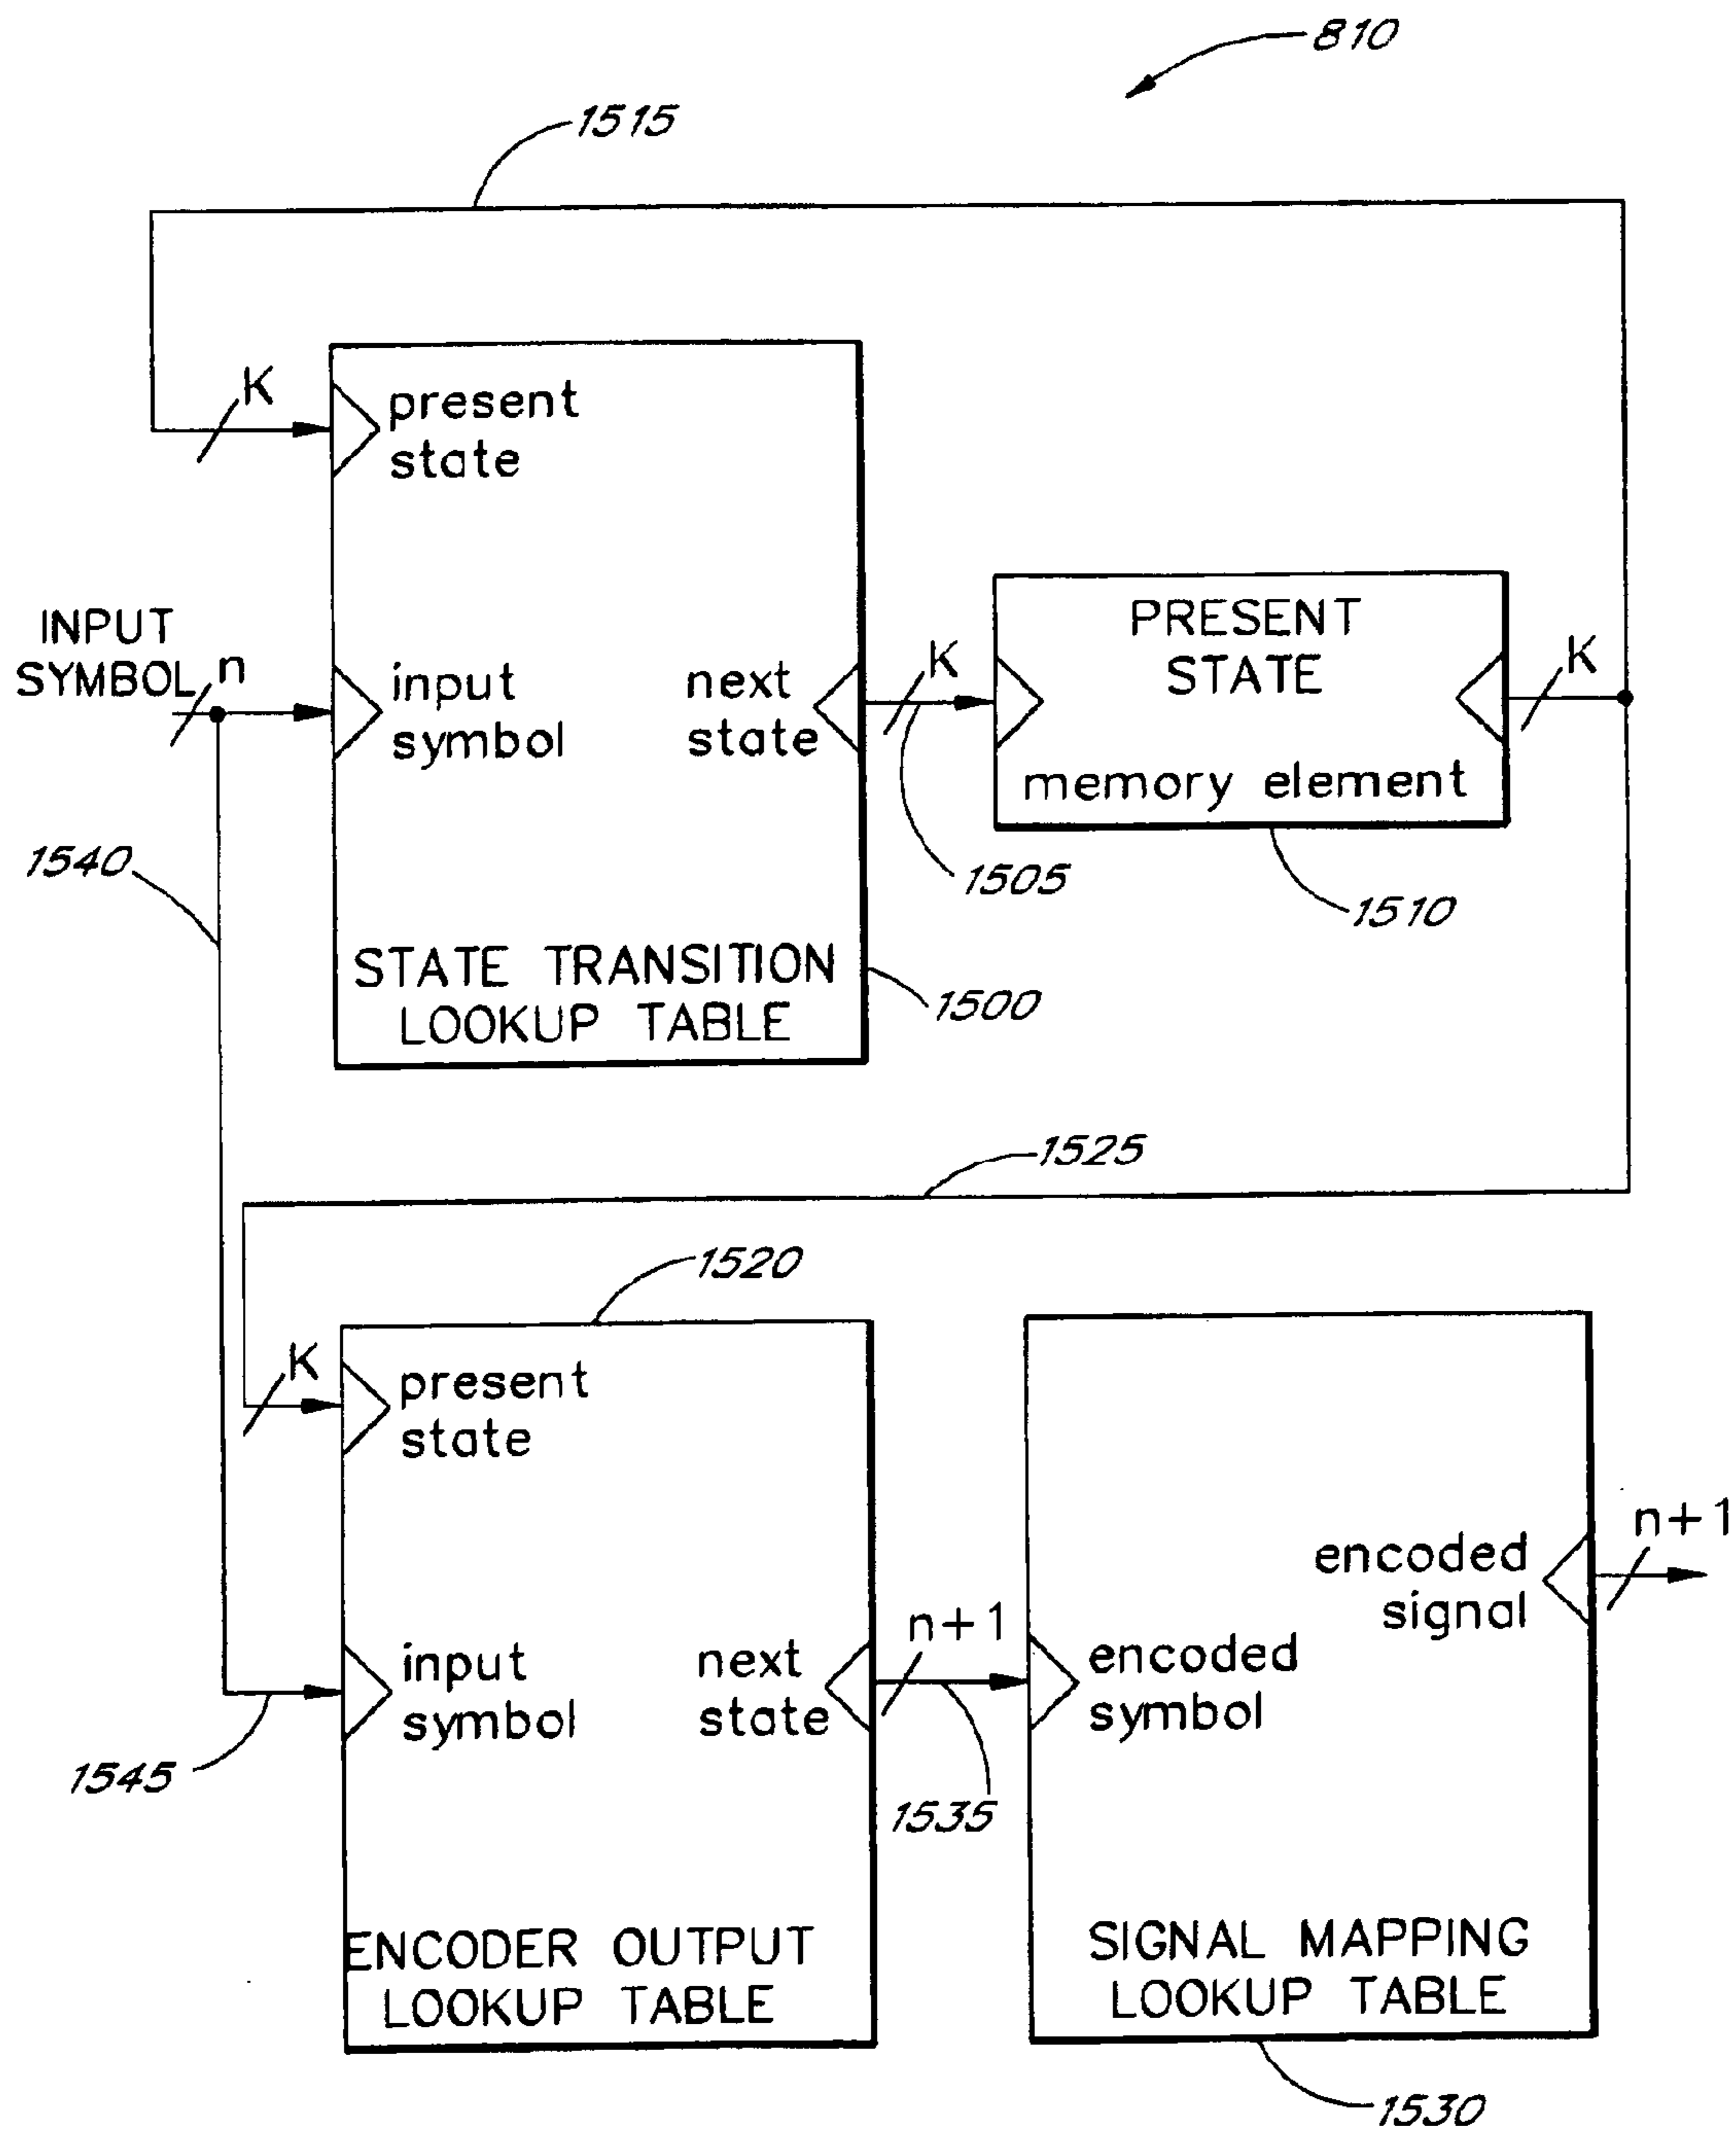 810
1515
K
present
state
INPUT
SYMBOL
n
input
symbol
next
state
K
PRESENT
STATE
memory element
K
1540
1505
1510
STATE TRANSITION
LOOKUP TABLE
1500
1525
1520
K
present
state
n+1
encoded
signal
input
symbol
next
state
n+1
encoded
symbol
1545
1535
ENCODER OUTPUT
LOOKUP TABLE
SIGNAL MAPPING
LOOKUP TABLE
1530